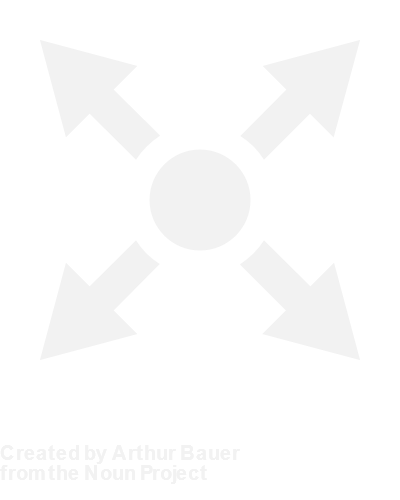 Created by Arthur Bauer
from the Noun Project